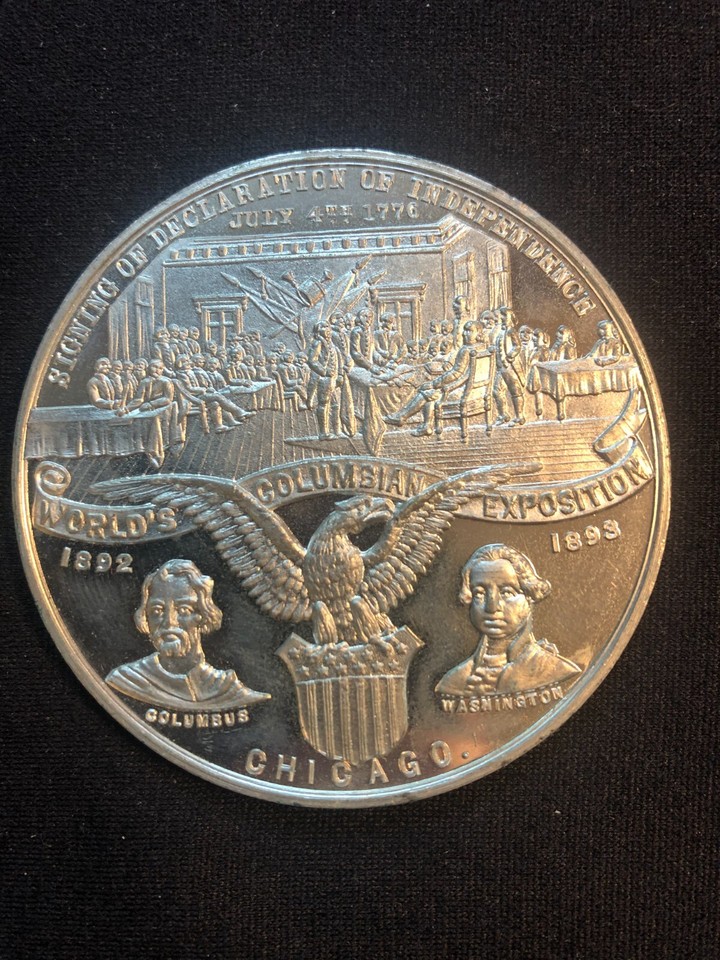 SIGNING OF DECLARATION OF INDEPENDENCE
JULY 4TH 1776
WORLD'S COLUMBIAN EXPOSITION
1892
1893
COLUMBUS
WASHINGTON
CHICAGO.